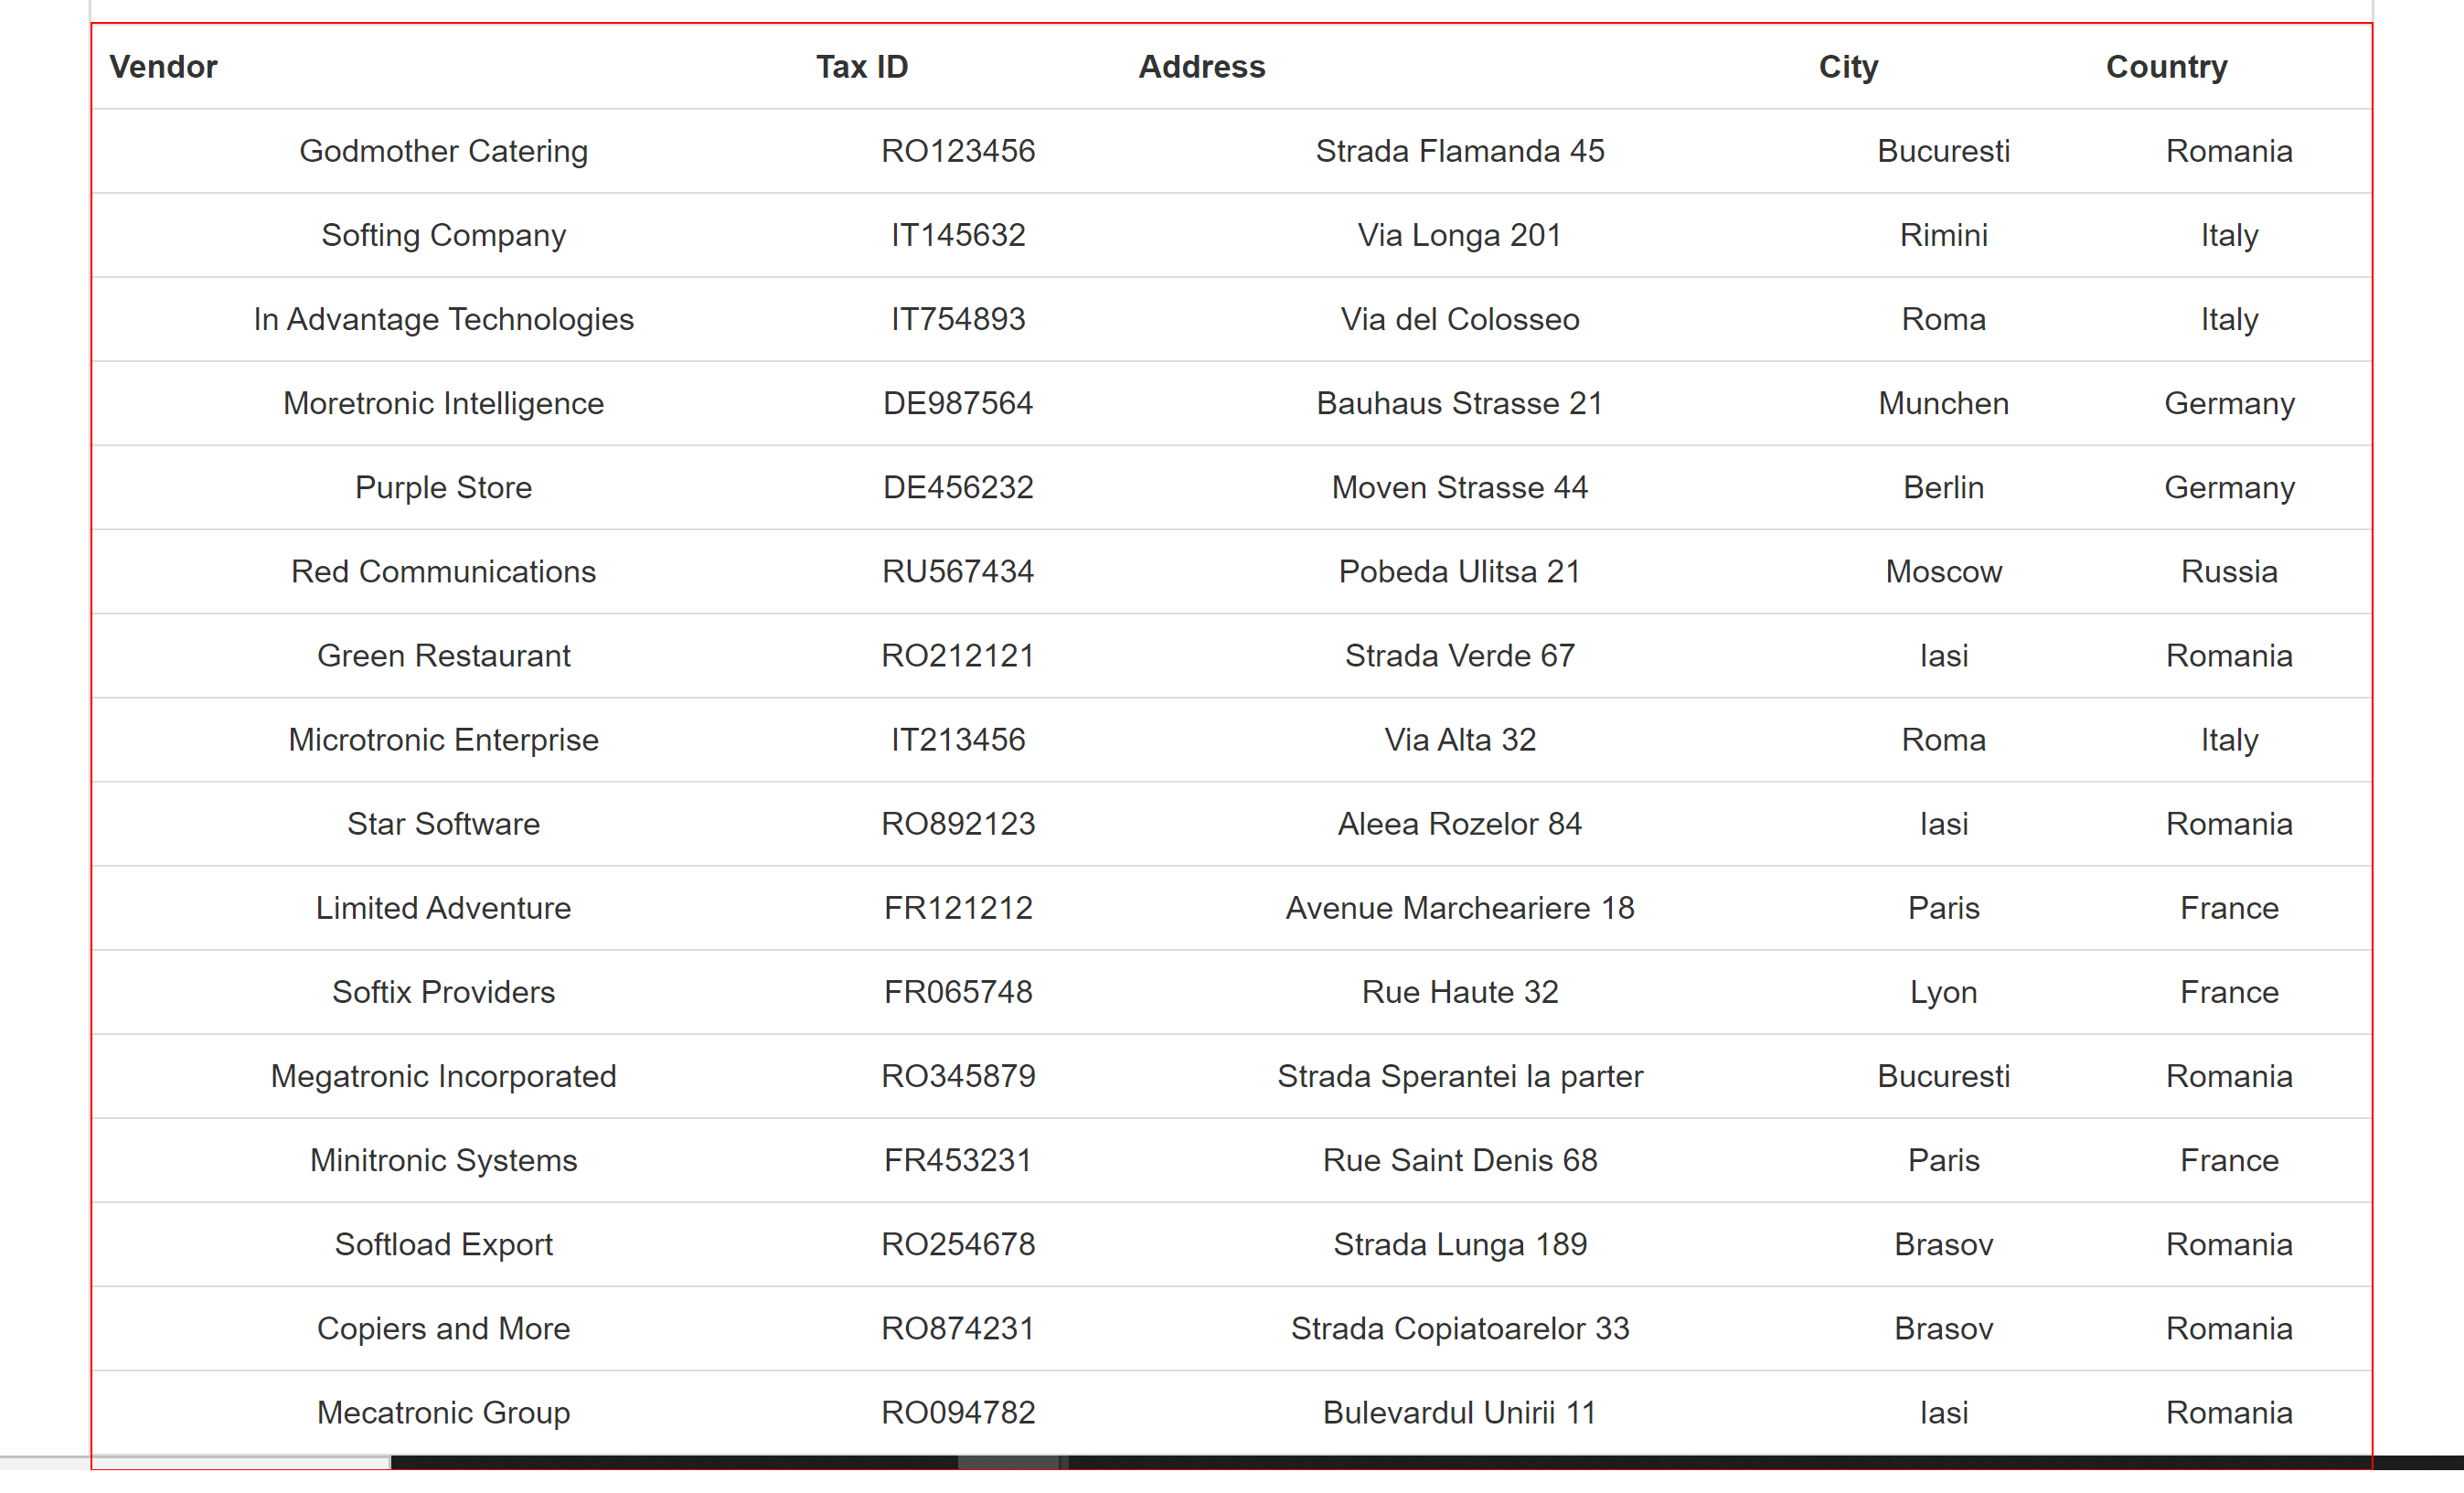 Vendor Tax ID Address City Country
Godmother Catering RO123456 Strada Flamanda 45 Bucuresti Romania
Softing Company IT145632 Via Longa 201 Rimini Italy
In Advantage Technologies IT754893 Via del Colosseo Roma Italy
Moretronic Intelligence DE987564 Bauhaus Strasse 21 Munchen Germany
Purple Store DE456232 Moven Strasse 44 Berlin Germany
Red Communications RU567434 Pobeda Ulitsa 21 Moscow Russia
Green Restaurant RO212121 Strada Verde 67 Iasi Romania
Microtronic Enterprise IT213456 Via Alta 32 Roma Italy
Star Software RO892123 Aleea Rozelor 84 Iasi Romania
Limited Adventure FR121212 Avenue Marcheariere 18 Paris France
Softix Providers FR065748 Rue Haute 32 Lyon France
Megatronic Incorporated RO345879 Strada Sperantei la parter Bucuresti Romania
Minitronic Systems FR453231 Rue Saint Denis 68 Paris France
Softload Export RO254678 Strada Lunga 189 Brasov Romania
Copiers and More RO874231 Strada Copiatoarelor 33 Brasov Romania
Mecatronic Group RO094782 Bulevardul Unirii 11 Iasi Romania